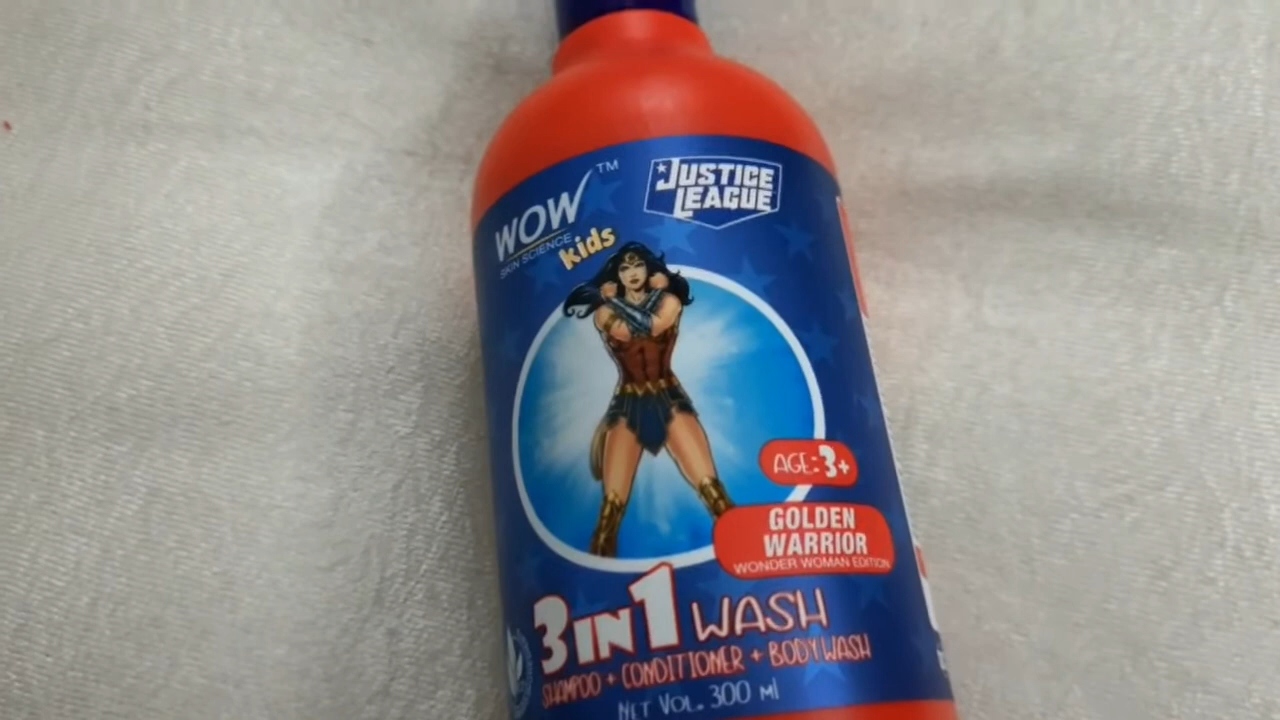 WOW™
SKIN SCIENCE
kids
JUSTICE
LEAGUE
AGE:3+
GOLDEN
WARRIOR
WONDER WOMAN EDITION
3 IN 1 WASH
SHAMPOO + CONDITIONER + BODY WASH
NET VOL. 300 ml